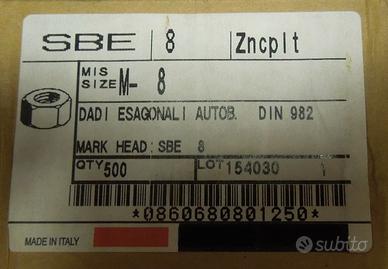 SBE 8 Zncplt
MIS
SIZE M- 8
DADI ESAGONALI AUTOB. DIN 982
MARK HEAD: SBE 8
QTY 500 LOT 154030 1
*0860680801250*
MADE IN ITALY
subito